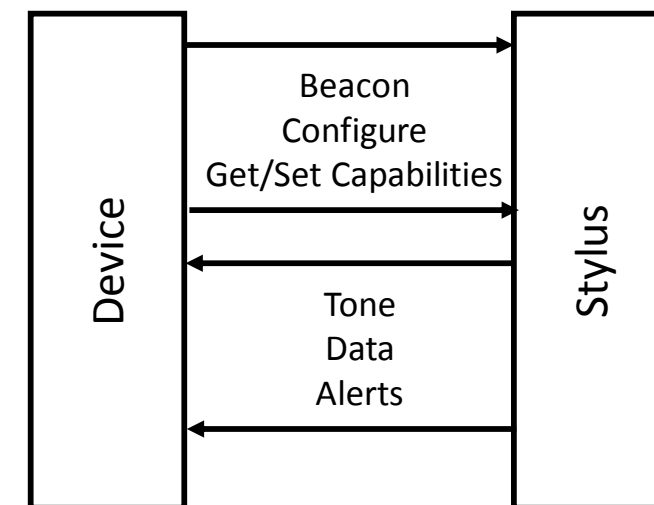 Device
Beacon
Configure
Get/Set Capabilities
Tone
Data
Alerts
Stylus